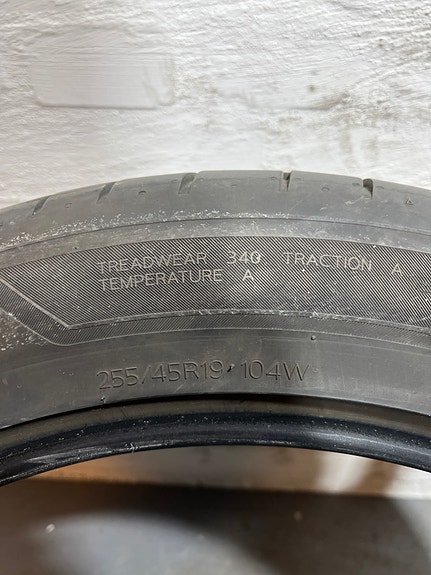 TREADWEAR 340 TRACTION A
TEMPERATURE A
255/45R19 104W